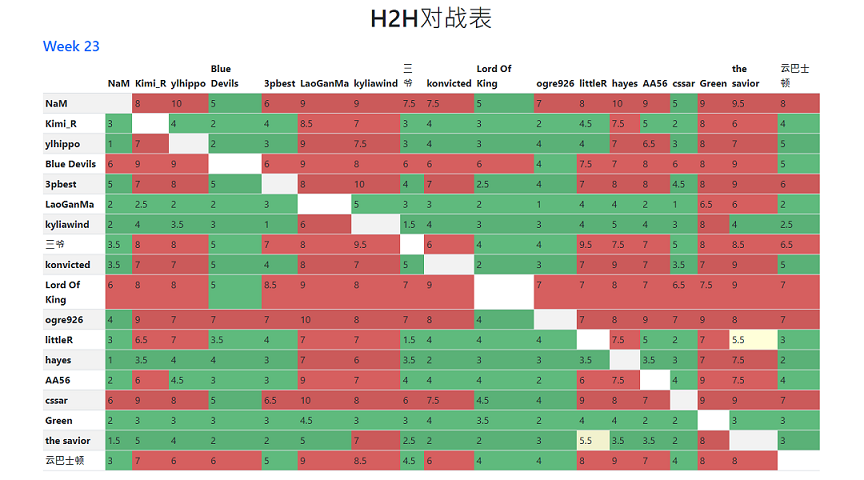 H2H对战表
Week 23
NaM Kimi_R ylhippo Blue Devils 3pbest LaoGanMa kyliawind 三爷 konvicted Lord Of King ogre926 littleR hayes AA56 cssar Green the savior 云巴士顿
NaM 8 10 5 6 9 9 7.5 7.5 5 7 8 10 9 5 9 9.5 8
Kimi_R 3 4 2 4 8.5 7 3 4 3 2 4.5 7.5 5 2 8 6 4
ylhippo 1 7 2 3 9 7.5 3 4 3 4 4 7 6.5 3 8 7 5
Blue Devils 6 9 9 6 9 8 6 6 6 4 7.5 7 8 6 8 9 5
3pbest 5 7 8 5 8 10 4 7 2.5 4 7 8 8 4.5 8 9 6
LaoGanMa 2 2.5 2 2 3 5 3 3 2 1 4 4 2 1 6.5 6 2
kyliawind 2 4 3.5 3 1 6 1.5 4 3 3 4 5 4 3 8 4 2.5
三爷 3.5 8 8 5 7 8 9.5 6 4 4 9.5 7.5 7 5 8 8.5 6.5
konvicted 3.5 7 7 5 4 8 7 5 2 3 7 9 7 3.5 7 9 5
Lord Of King 6 8 8 5 8.5 9 8 7 9 7 7 8 7 6.5 7.5 9 7
ogre926 4 9 7 7 7 10 8 7 8 4 7 8 9 7 9 8 7
littleR 3 6.5 7 3.5 4 7 7 1.5 4 4 4 7.5 5 2 7 5.5 3
hayes 1 3.5 4 4 3 7 6 3.5 2 3 3 3.5 3.5 3 7 7.5 2
AA56 2 6 4.5 3 3 9 7 4 4 4 2 6 7.5 4 9 7.5 4
cssar 6 9 8 5 6.5 10 8 6 7.5 4.5 4 9 8 7 9 9 7
Green 2 3 3 3 3 4.5 3 3 4 3.5 2 4 4 2 2 3 3
the savior 1.5 5 4 2 2 5 7 2.5 2 2 3 5.5 3.5 3.5 2 8 3
云巴士顿 3 7 6 6 5 9 8.5 4.5 6 4 4 8 9 7 4 8 8